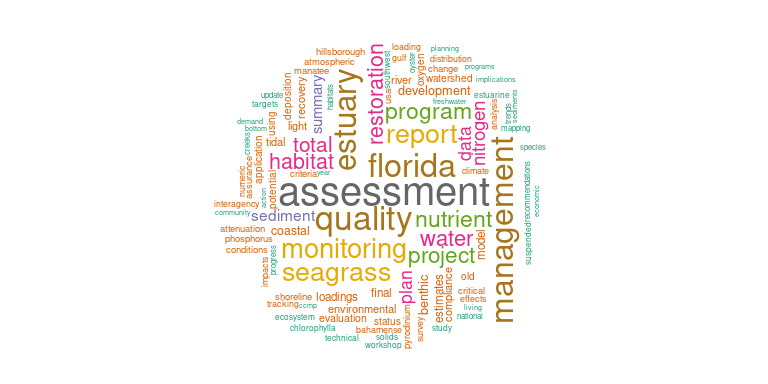 hillsborough
loading
planning
atmospheric
gulf
distribution
manatee
southwest
oyster
oxygen
change
programs
restoration
river
watershed
implications
deposition
recovery
summary
habitats
estuary
usa
development
estuarine
update
targets
freshwater
program
nitrogen
analysis
trends
sediments
demand
bottom
using
light
report
data
mapping
creeks
tidal
total
species
application
habitat
florida
climate
management
numeric
assurance
potential
criteria
year
action
assessment
recommendations
economic
interagency
community
sediment
quality
nutrient
suspended
attenuation
coastal
water
phosphorus
conditions
monitoring
project
model
progress
impacts
seagrass
plan
benthic
estimates
compliance
old
shoreline
loadings
final
critical
tracking
ccmp
effects
environmental
living
ecosystem
evaluation
status
national
chlorophylla
bahamense
pyrodinium
survey
study
technical
solids
workshop